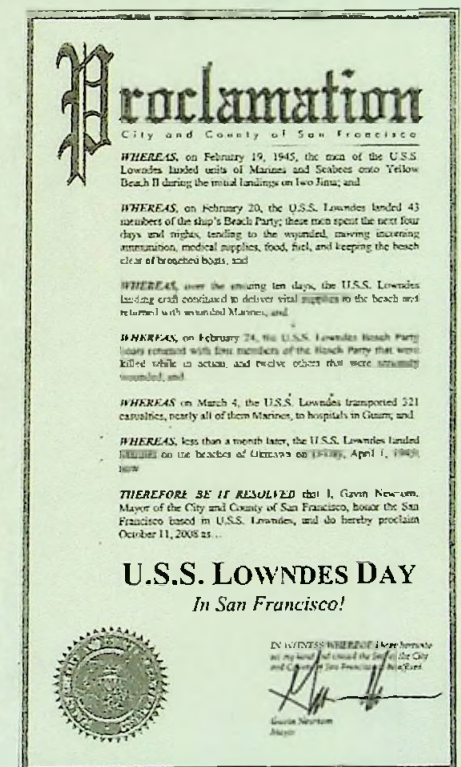 Proclamation
City and County of San Francisco
WHEREAS, on February 19, 1945, the men of the U.S.S.
Lowndes landed units of Marines and Seabees onto Yellow
Beach II during the initial landings on Iwo Jima; and
WHEREAS, on February 20, the U.S.S. Lowndes landed 43
members of the ship's Beach Party; these men spent the next four
days and nights, tending to the wounded, moving incoming
ammunition, medical supplies, food, fuel, and keeping the beach
clear of broached boats, and
WHEREAS, over the ensuing ten days, the U.S.S. Lowndes
landing craft continued to deliver vital supplies to the beach and
returned with wounded Marines, and
WHEREAS, on February 24, the U.S.S. Lowndes Beach Party
boats returned with four members of the Beach Party that were
killed while in action, and twelve others that were seriously
wounded, and
WHEREAS on March 4, the U.S.S. Lowndes transported 321
casualties, nearly all of them Marines, to hospitals in Guam; and
WHEREAS, less than a month later, the U.S.S. Lowndes landed
on the beaches of Okinawa on April 1, 1945;
now
THEREFORE BE IT RESOLVED that I, Gavin Newsom,
Mayor of the City and County of San Francisco, honor the San
Francisco based in U.S.S. Lowndes, and do hereby proclaim
October 11, 2008 as...
U.S.S. LOWNDES DAY
In San Francisco!
IN WITNESS WHEREOF I have hereunto
set my hand and caused the Seal of the City
and County of San Francisco to be affixed
Gavin Newsom
Mayor